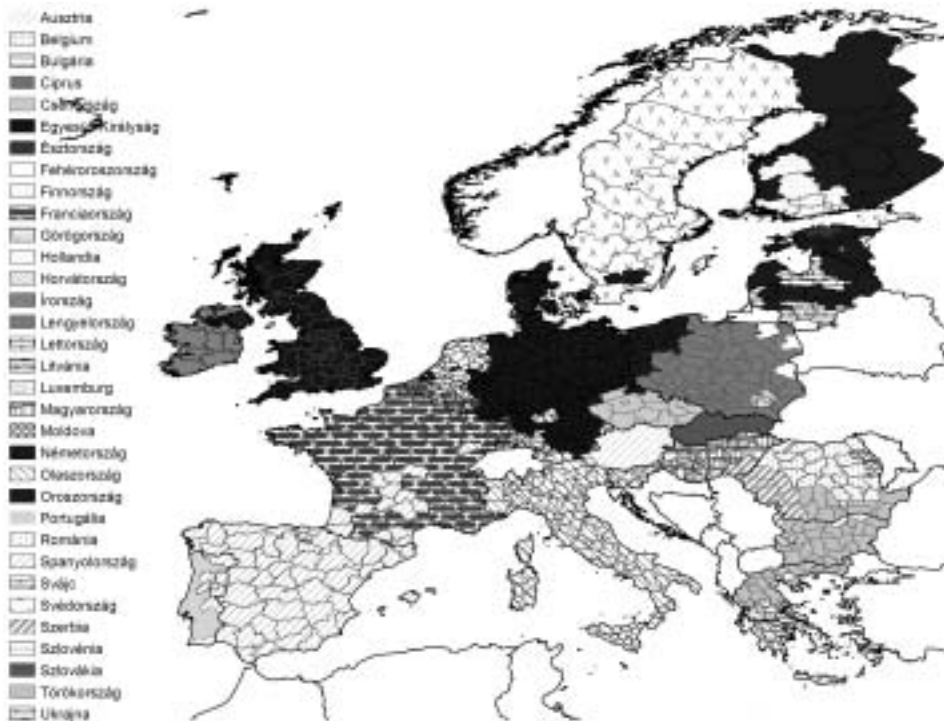 Ausztria
Belgium
Bulgária
Ciprus
Csehország
Egyesült Királyság
Észtország
Fehéroroszország
Finnország
Franciaország
Görögország
Hollandia
Horvátország
Írország
Lengyelország
Lettország
Litvánia
Luxemburg
Magyarország
Moldova
Németország
Olaszország
Oroszország
Portugália
Románia
Spanyolország
Svájc
Svédország
Szerbia
Szlovénia
Szlovákia
Törökország
Ukrajna